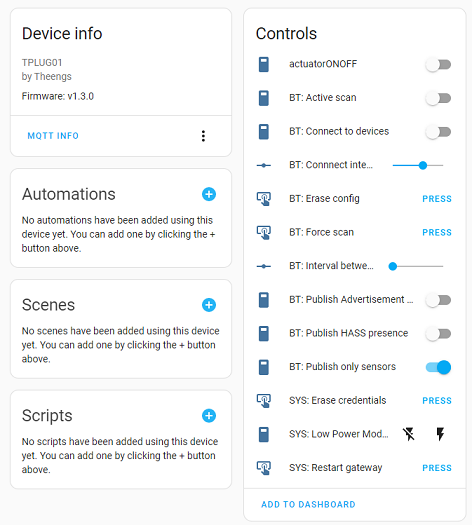 Device info
TPLUG01
by Theengs
Firmware: v1.3.0
MQTT INFO
Automations
No automations have been added using this
device yet. You can add one by clicking the +
button above.
Scenes
No scenes have been added using this device
yet. You can add one by clicking the + button
above.
Scripts
No scripts have been added using this device
yet. You can add one by clicking the + button
above.
Controls
actuatorONOFF
BT: Active scan
BT: Connect to devices
BT: Connnect inte...
BT: Erase config PRESS
BT: Force scan PRESS
BT: Interval betwe...
BT: Publish Advertisement ...
BT: Publish HASS presence
BT: Publish only sensors
SYS: Erase credentials PRESS
SYS: Low Power Mod...
SYS: Restart gateway PRESS
ADD TO DASHBOARD